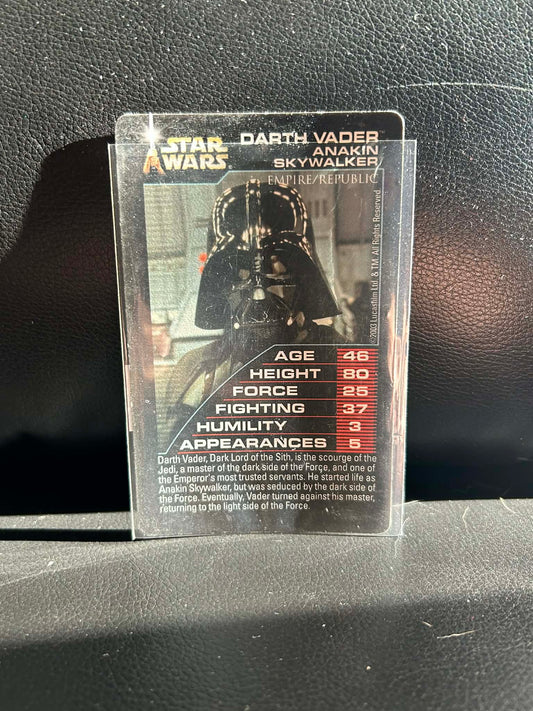 STAR
WARS
DARTH VADER™
ANAKIN
SKYWALKER
EMPIRE/REPUBLIC
©2003 Lucasfilm Ltd. & TM. All Rights Reserved
AGE 46
HEIGHT 80
FORCE 25
FIGHTING 37
HUMILITY 3
APPEARANCES 5
Darth Vader, Dark Lord of the Sith, is the scourge of the
Jedi, a master of the dark side of the Force, and one of
the Emperor's most trusted servants. He started life as
Anakin Skywalker, but was seduced by the dark side of
the Force. Eventually, Vader turned against his master,
returning to the light side of the Force.